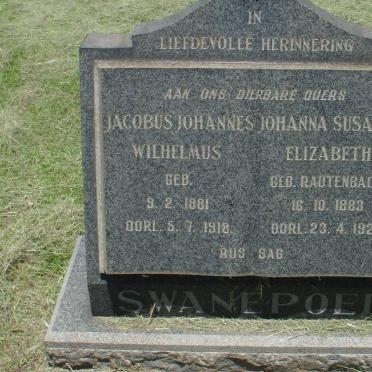 IN
LIEFDEVOLLE HERINNERING
AAN ONS DIERBARE OUERS
JACOBUS JOHANNES JOHANNA SUSA
WILHELMUS ELIZABETH
GEB. GEB. RAUTENBA
9. 2. 1881 16. 10. 1883
OORL. 5. 7. 1918. OORL. 23. 4. 192
RUS SAG
SWANEPOEL